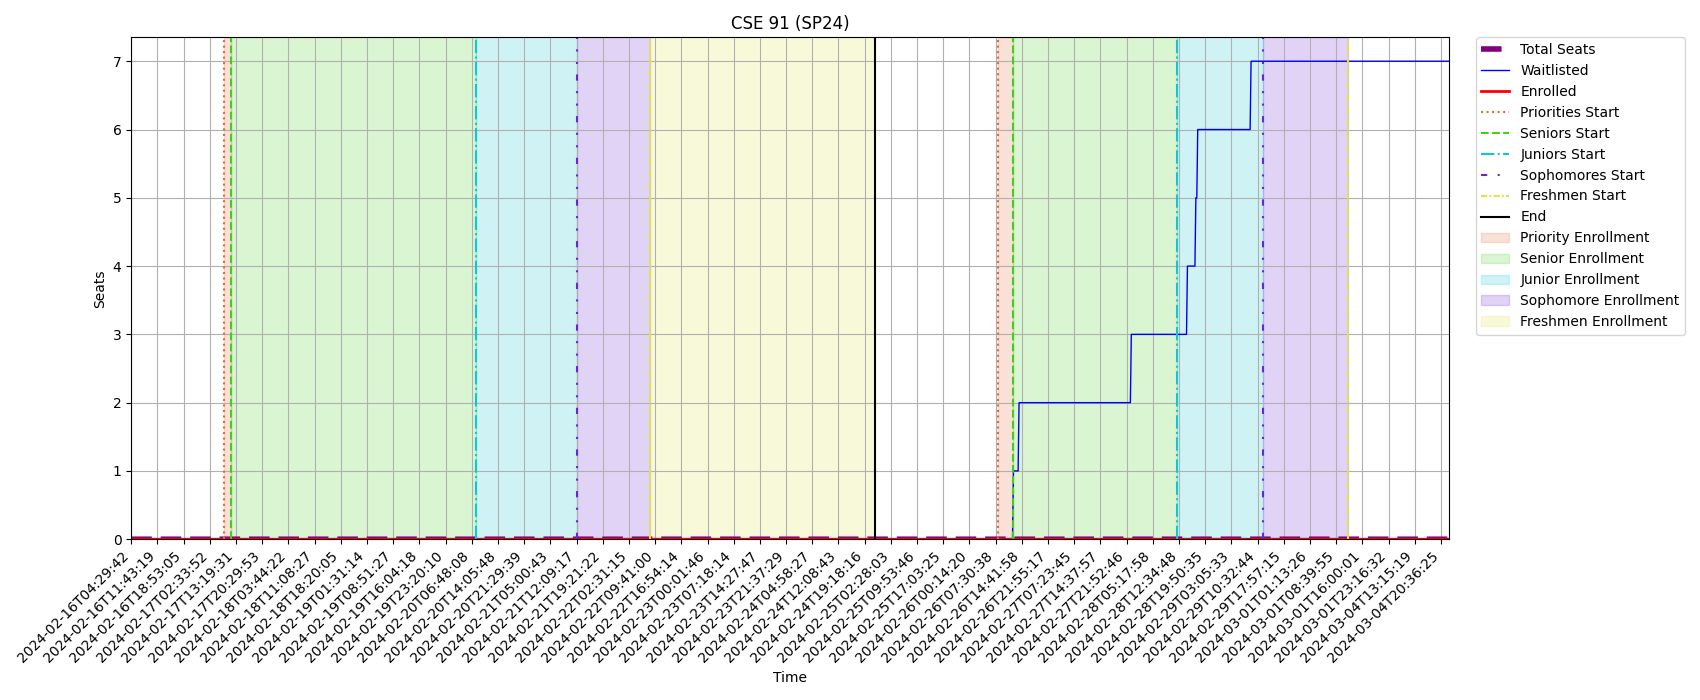 CSE 91 (SP24)
Seats
7
6
5
4
3
2
1
0
2024-02-16T04:29:42
2024-02-16T11:43:19
2024-02-16T18:53:05
2024-02-17T02:33:52
2024-02-17T13:19:31
2024-02-17T20:29:53
2024-02-18T03:44:22
2024-02-18T11:08:27
2024-02-18T18:20:05
2024-02-19T01:31:14
2024-02-19T08:51:27
2024-02-19T16:04:18
2024-02-19T23:20:10
2024-02-20T06:48:09
2024-02-20T14:05:48
2024-02-20T21:29:39
2024-02-21T05:00:43
2024-02-21T12:09:17
2024-02-21T19:21:22
2024-02-22T02:31:15
2024-02-22T09:41:00
2024-02-22T16:54:14
2024-02-23T00:01:46
2024-02-23T07:18:14
2024-02-23T14:27:47
2024-02-23T21:37:29
2024-02-24T04:58:27
2024-02-24T12:08:43
2024-02-24T19:18:16
2024-02-25T02:28:03
2024-02-25T09:53:46
2024-02-25T17:03:25
2024-02-26T00:14:20
2024-02-26T07:30:38
2024-02-26T14:41:58
2024-02-26T21:55:17
2024-02-27T07:23:45
2024-02-27T14:37:57
2024-02-27T21:52:46
2024-02-28T05:17:58
2024-02-28T12:34:48
2024-02-28T19:50:35
2024-02-29T03:05:33
2024-02-29T10:32:44
2024-02-29T17:57:15
2024-03-01T01:13:26
2024-03-01T08:39:55
2024-03-01T16:00:01
2024-03-01T23:16:32
2024-03-04T13:15:19
2024-03-04T20:36:25
Time
Total Seats
Waitlisted
Enrolled
Priorities Start
Seniors Start
Juniors Start
Sophomores Start
Freshmen Start
End
Priority Enrollment
Senior Enrollment
Junior Enrollment
Sophomore Enrollment
Freshmen Enrollment